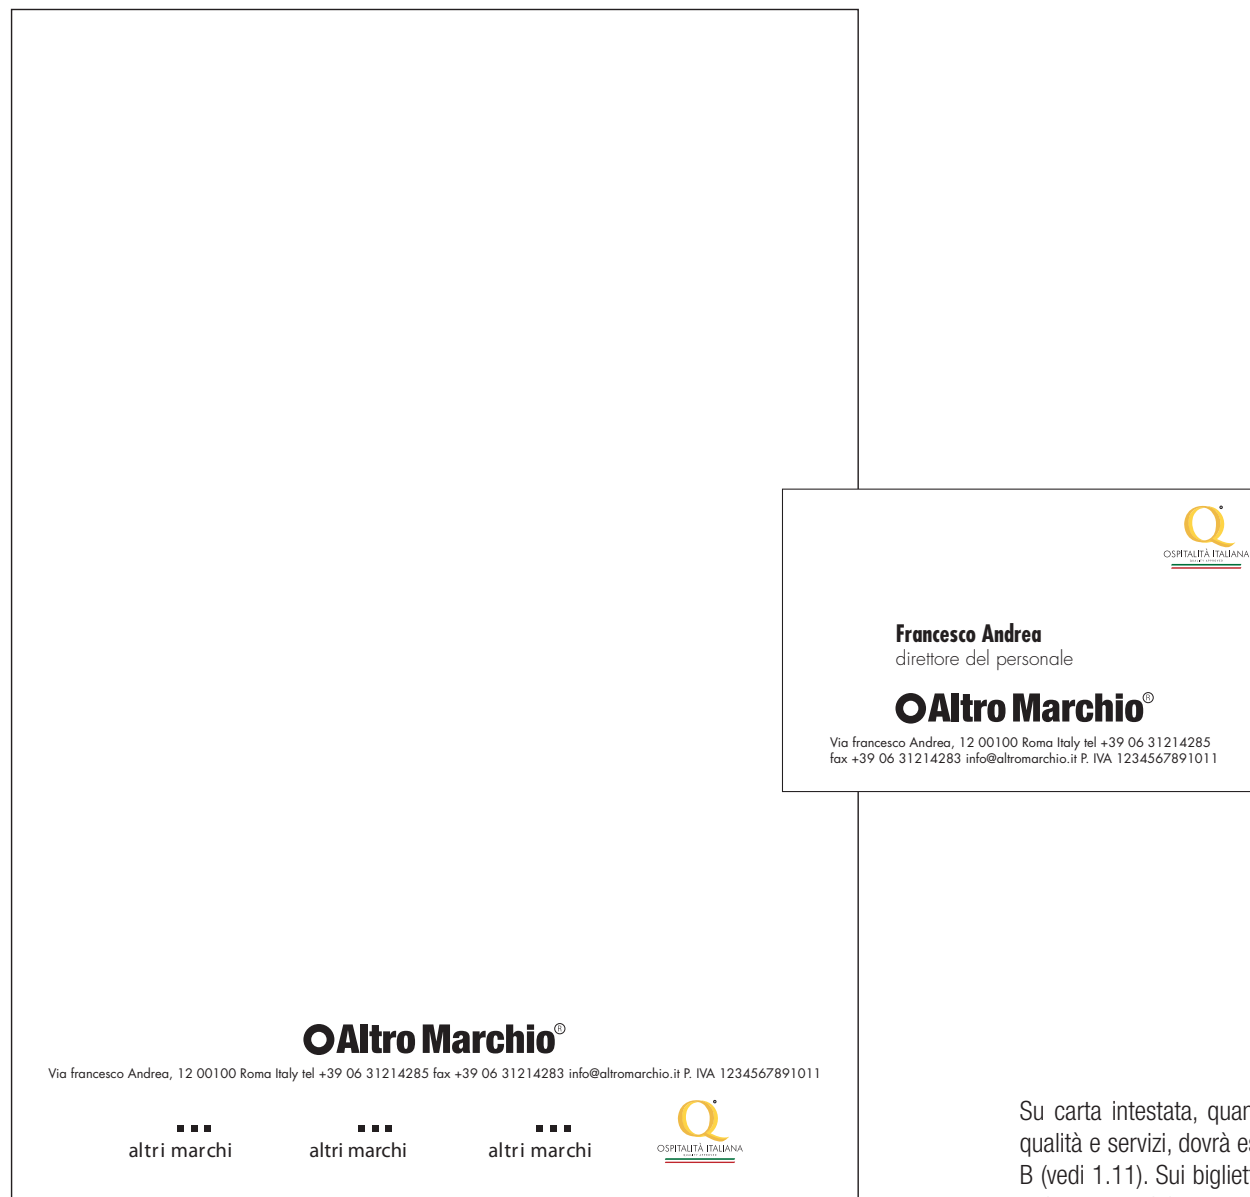 OSPITALITÀ ITALIANA
Francesco Andrea
direttore del personale
Altro Marchio®
Via francesco Andrea, 12 00100 Roma Italy tel +39 06 31214285
fax +39 06 31214283 info@altromarchio.it P. IVA 1234567891011
Altro Marchio®
Via francesco Andrea, 12 00100 Roma Italy tel +39 06 31214285 fax +39 06 31214283 info@altromarchio.it P. IVA 1234567891011
altri marchi
altri marchi
altri marchi
OSPITALITÀ ITALIANA
Su carta intestata,
qualità e servizi, dovrà
B (vedi 1.11). Sui